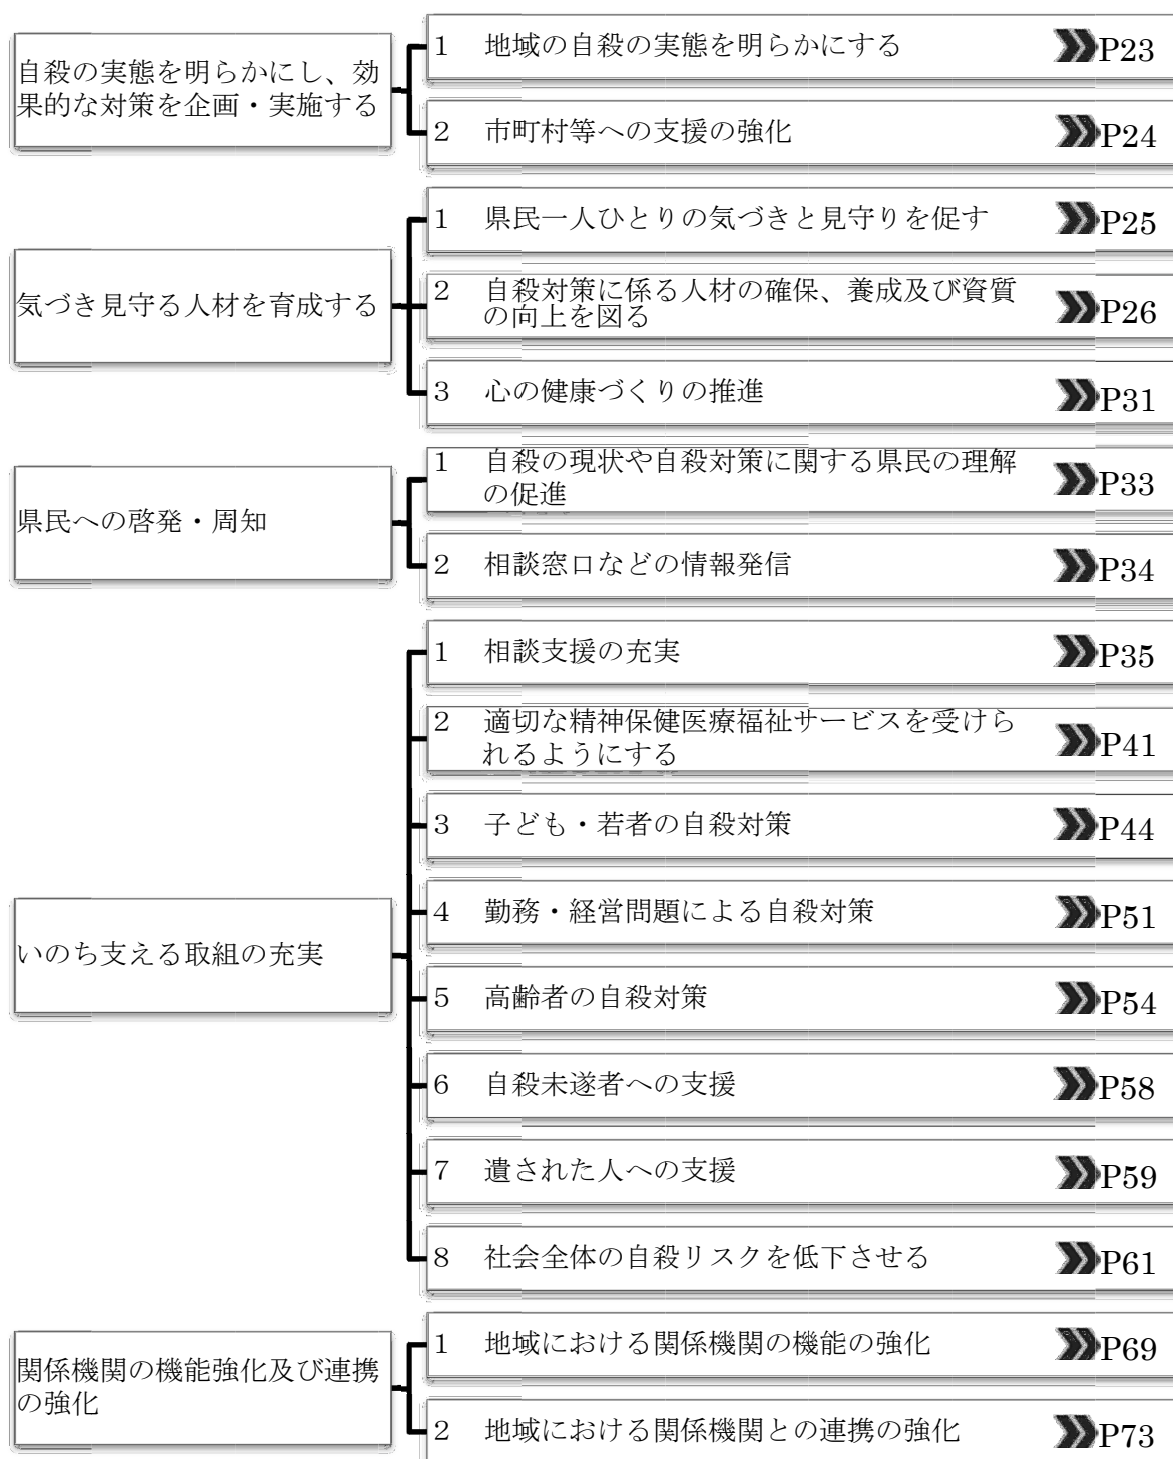 自殺の実態を明らかにし、効
果的な対策を企画・実施する
1 地域の自殺の実態を明らかにする P23
2 市町村等への支援の強化 P24
気づき見守る人材を育成する
1 県民一人ひとりの気づきと見守りを促す P25
2 自殺対策に係る人材の確保、養成及び資質
の向上を図る P26
3 心の健康づくりの推進 P31
県民への啓発・周知
1 自殺の現状や自殺対策に関する県民の理解
の促進 P33
2 相談窓口などの情報発信 P34
いのち支える取組の充実
1 相談支援の充実 P35
2 適切な精神保健医療福祉サービスを受けら
れるようにする P41
3 子ども・若者の自殺対策 P44
4 勤務・経営問題による自殺対策 P51
5 高齢者の自殺対策 P54
6 自殺未遂者への支援 P58
7 遺された人への支援 P59
8 社会全体の自殺リスクを低下させる P61
関係機関の機能強化及び連携
の強化
1 地域における関係機関の機能の強化 P69
2 地域における関係機関との連携の強化 P73